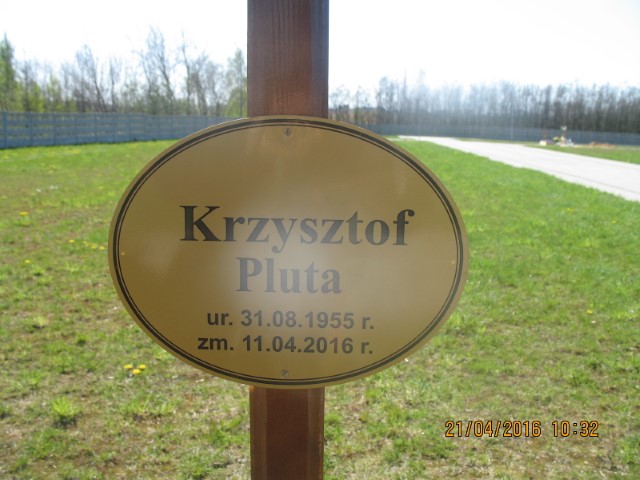 Krzysztof
Pluta
ur. 31.08.1955 r.
zm. 11.04.2016 r.
21/04/2016 10:32